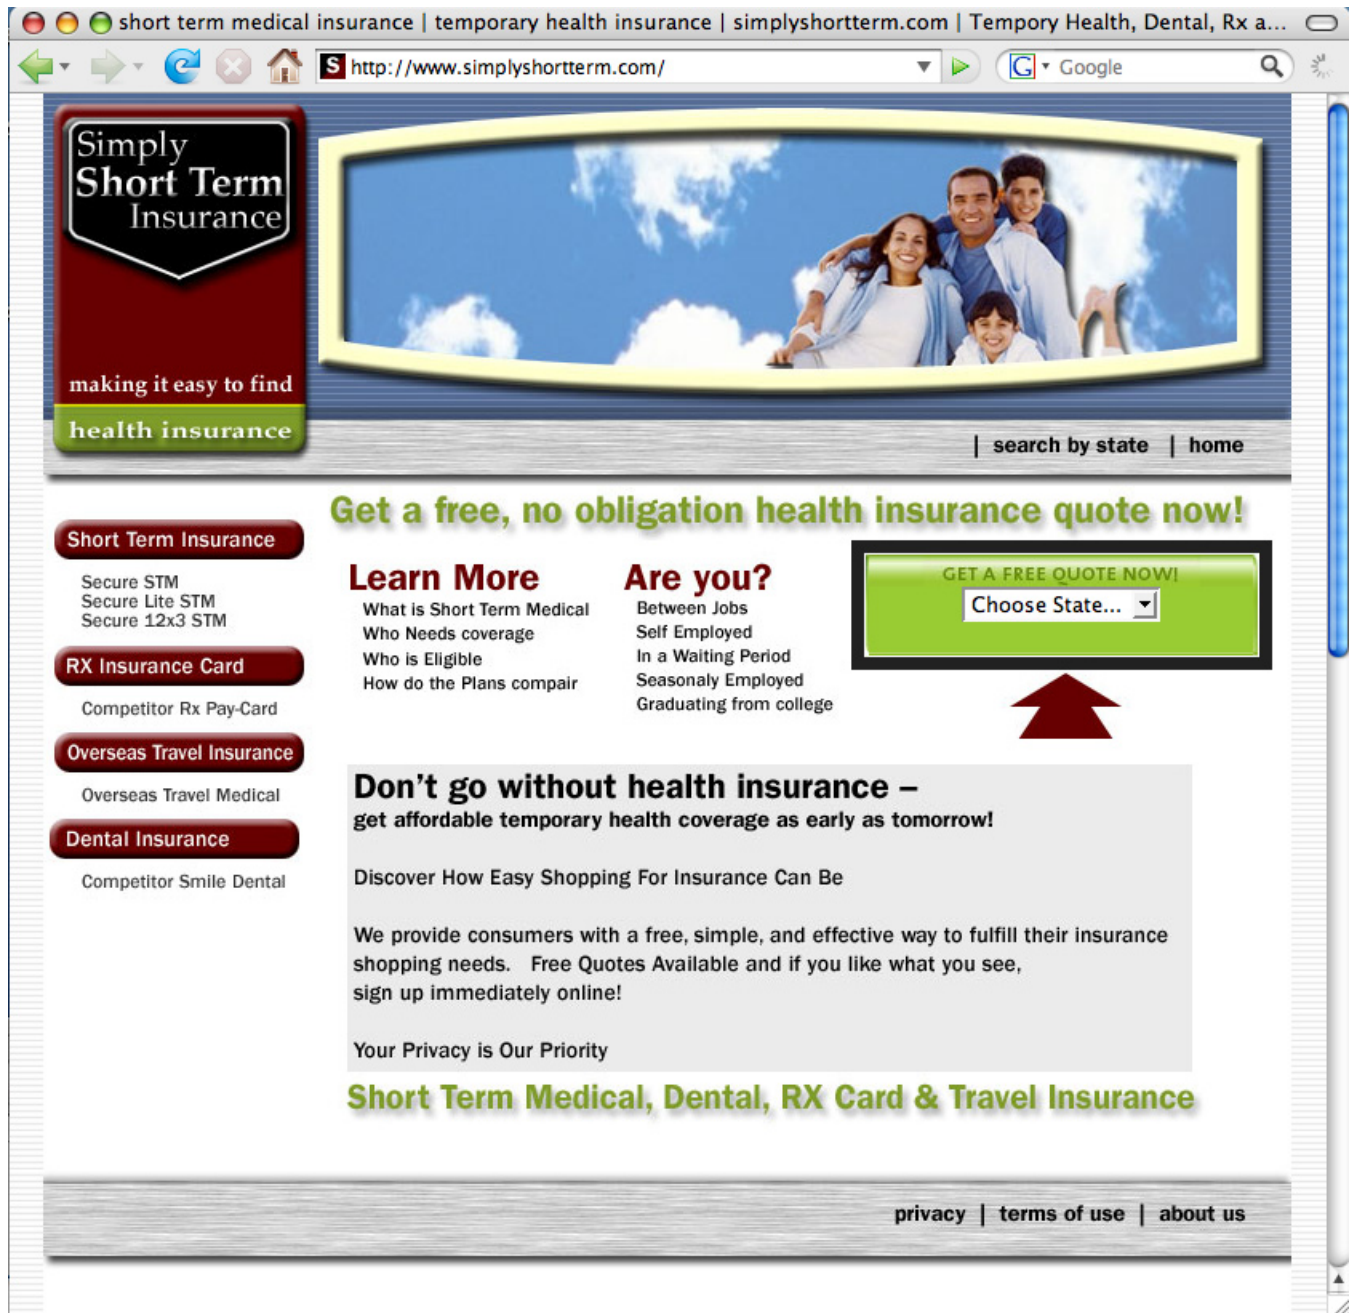 short term medical insurance | temporary health insurance | simplyshortterm.com | Tempory Health, Dental, Rx a...
S http://www.simplyshortterm.com/
G Google
Simply
Short Term
Insurance
making it easy to find
health insurance
| search by state | home
Get a free, no obligation health insurance quote now!
Short Term Insurance
Secure STM
Secure Lite STM
Secure 12x3 STM
RX Insurance Card
Competitor Rx Pay-Card
Overseas Travel Insurance
Overseas Travel Medical
Dental Insurance
Competitor Smile Dental
Learn More
What is Short Term Medical
Who Needs coverage
Who is Eligible
How do the Plans compair
Are you?
Between Jobs
Self Employed
In a Waiting Period
Seasonaly Employed
Graduating from college
GET A FREE QUOTE NOW!
Choose State...
Don't go without health insurance –
get affordable temporary health coverage as early as tomorrow!
Discover How Easy Shopping For Insurance Can Be
We provide consumers with a free, simple, and effective way to fulfill their insurance
shopping needs. Free Quotes Available and if you like what you see,
sign up immediately online!
Your Privacy is Our Priority
Short Term Medical, Dental, RX Card & Travel Insurance
privacy | terms of use | about us